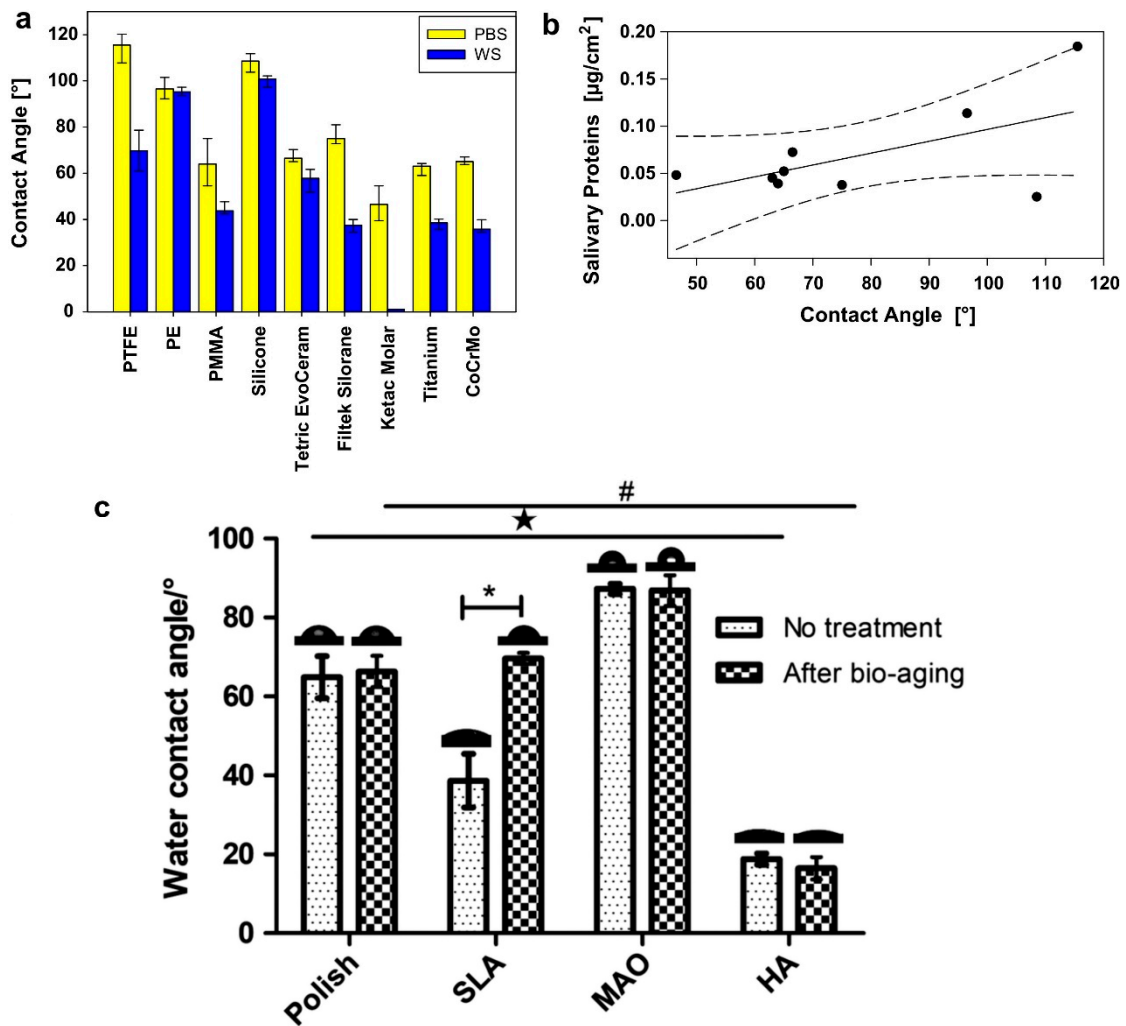 a
Contact Angle [°]
120
100
80
60
40
20
0
PBS
WS
PTFE
PE
PMMA
Silicone
Tetric EvoCeram
Filtek Silorane
Ketac Molar
Titanium
CoCrMo
b
Salivary Proteins [µg/cm²]
0.20
0.15
0.10
0.05
0.00
50 60 70 80 90 100 110 120
Contact Angle [°]
c
#
★
*
Water contact angle/°
100
80
60
40
20
0
No treatment
After bio-aging
Polish
SLA
MAO
HA